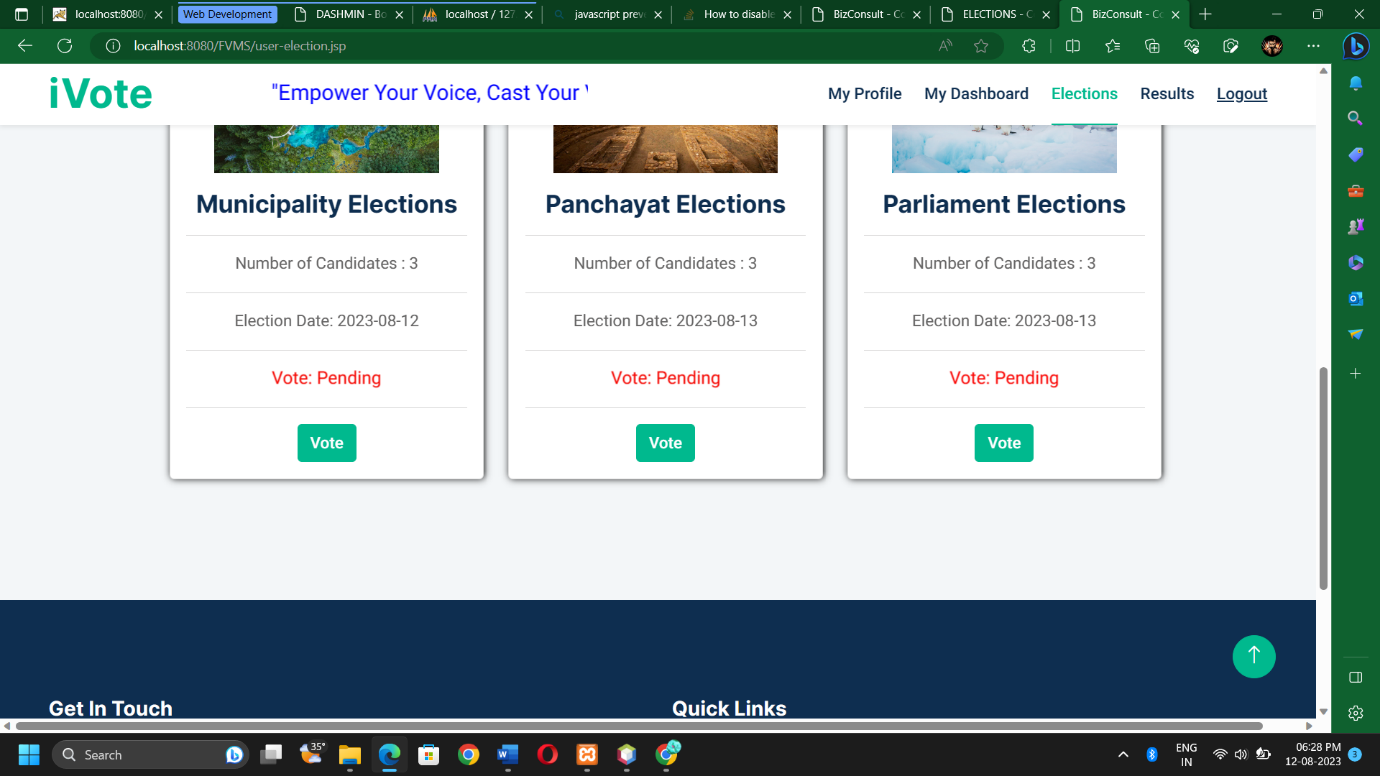 localhost:8080/
Web Development
DASHMIN - Bo
localhost / 127
javascript prev
How to disable
BizConsult - Co
ELECTIONS - C
BizConsult - Co
localhost:8080/FVMS/user-election.jsp
iVote
"Empower Your Voice, Cast Your
My Profile
My Dashboard
Elections
Results
Logout
Municipality Elections
Number of Candidates : 3
Election Date: 2023-08-12
Vote: Pending
Vote
Panchayat Elections
Number of Candidates : 3
Election Date: 2023-08-13
Vote: Pending
Vote
Parliament Elections
Number of Candidates : 3
Election Date: 2023-08-13
Vote: Pending
Vote
Get In Touch
Quick Links
Search
35°
ENG
IN
06:28 PM
12-08-2023
3